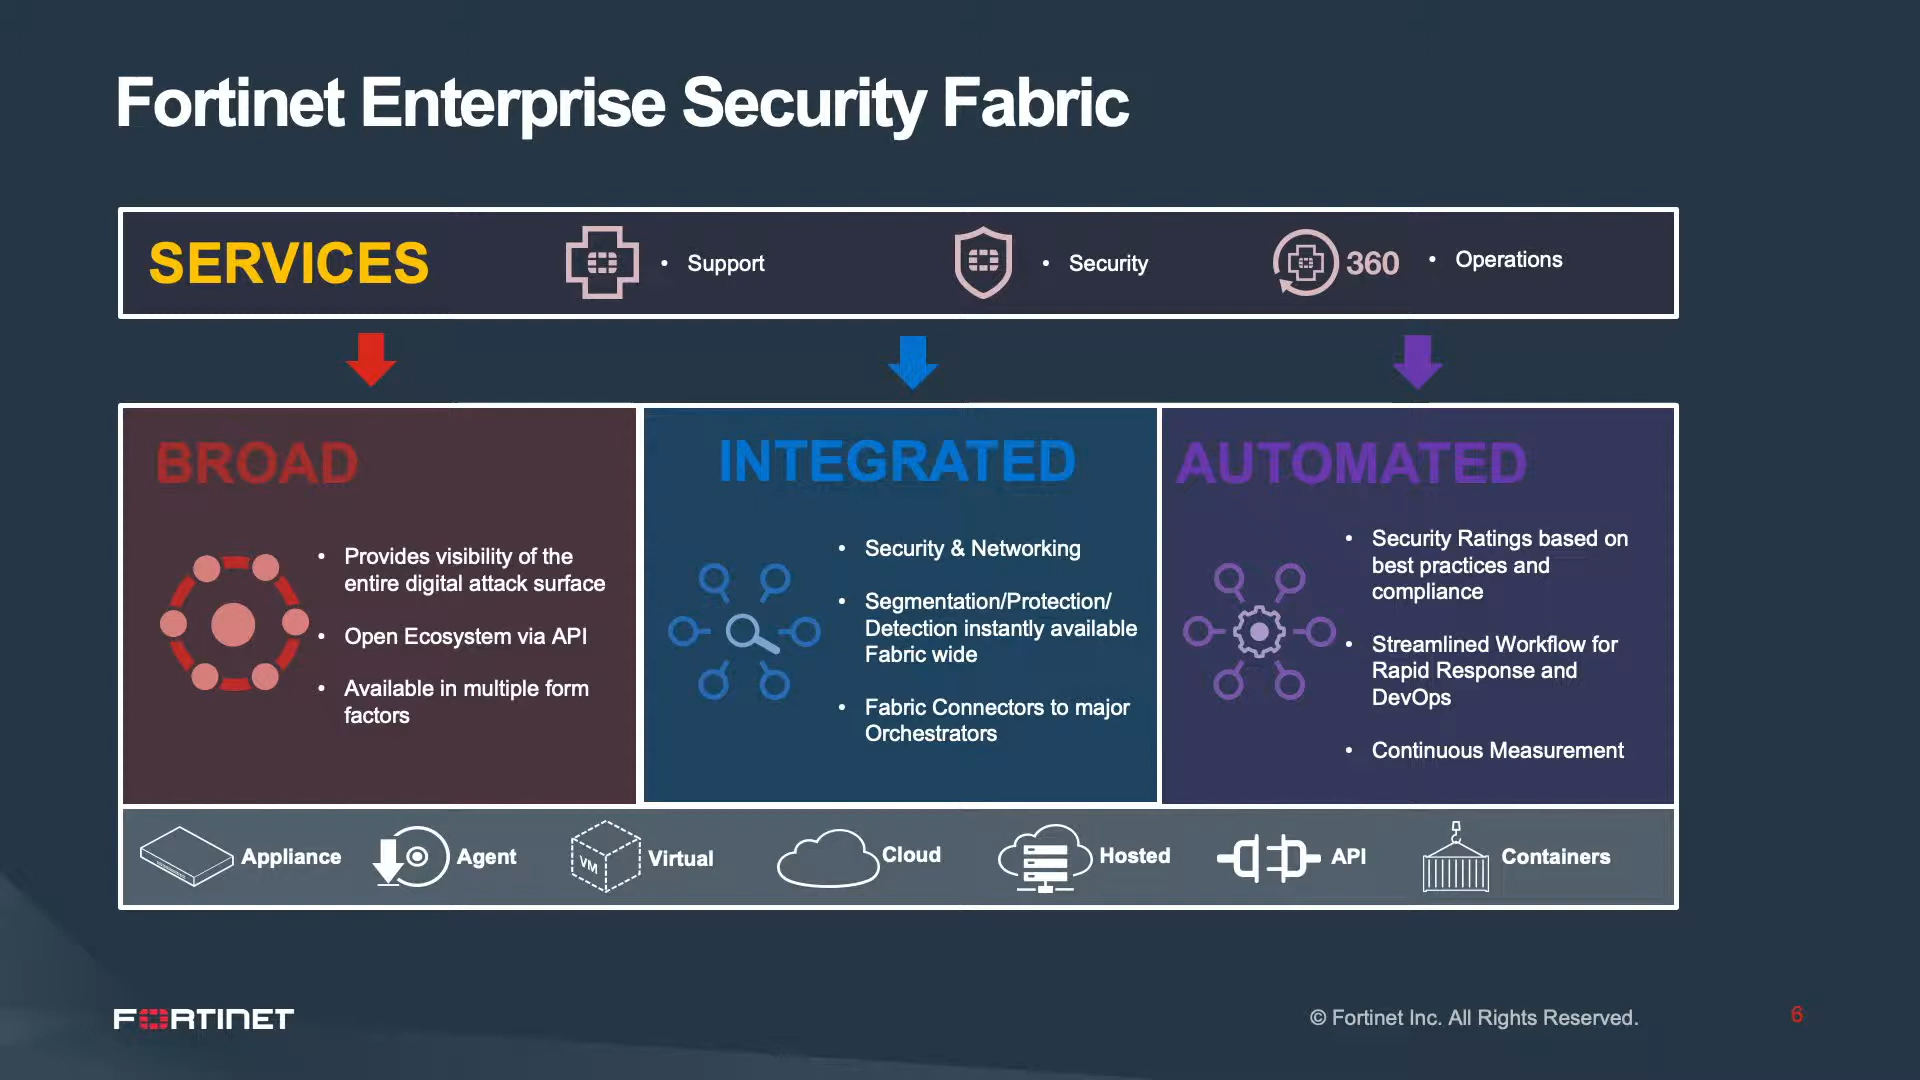 Fortinet Enterprise Security Fabric
SERVICES
• Support
• Security
360
• Operations
BROAD
• Provides visibility of the
entire digital attack surface
• Open Ecosystem via API
• Available in multiple form
factors
INTEGRATED
• Security & Networking
• Segmentation/Protection/
Detection instantly available
Fabric wide
• Fabric Connectors to major
Orchestrators
AUTOMATED
• Security Ratings based on
best practices and
compliance
• Streamlined Workflow for
Rapid Response and
DevOps
• Continuous Measurement
Appliance
Agent
VM
Virtual
Cloud
Hosted
API
Containers
FORTINET
© Fortinet Inc. All Rights Reserved.
6